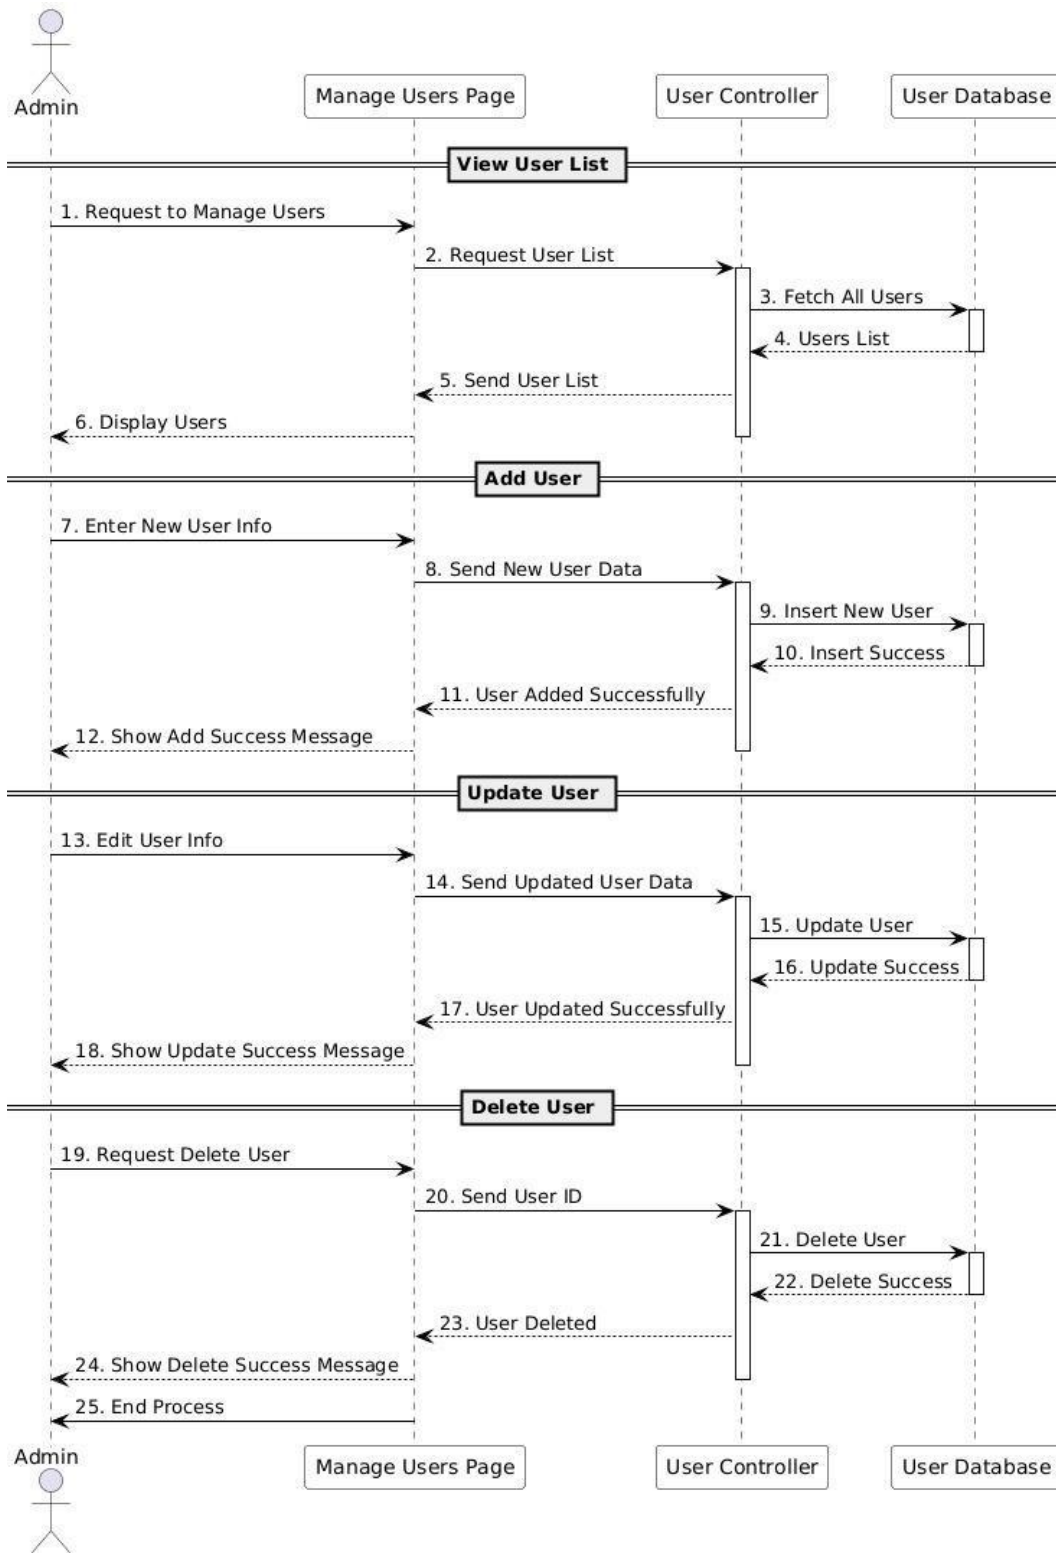 Admin
Manage Users Page
User Controller
User Database
View User List
1. Request to Manage Users
2. Request User List
3. Fetch All Users
4. Users List
5. Send User List
6. Display Users
Add User
7. Enter New User Info
8. Send New User Data
9. Insert New User
10. Insert Success
11. User Added Successfully
12. Show Add Success Message
Update User
13. Edit User Info
14. Send Updated User Data
15. Update User
16. Update Success
17. User Updated Successfully
18. Show Update Success Message
Delete User
19. Request Delete User
20. Send User ID
21. Delete User
22. Delete Success
23. User Deleted
24. Show Delete Success Message
25. End Process
Admin
Manage Users Page
User Controller
User Database